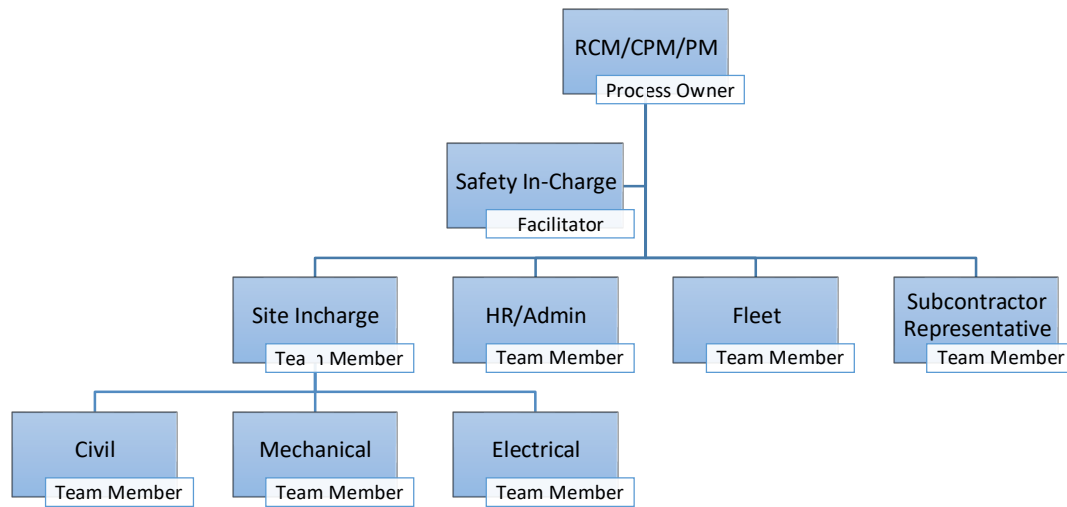 RCM/CPM/PM
Process Owner
Safety In-Charge
Facilitator
Site Incharge
Team Member
HR/Admin
Team Member
Fleet
Team Member
Subcontractor
Representative
Team Member
Civil
Team Member
Mechanical
Team Member
Electrical
Team Member